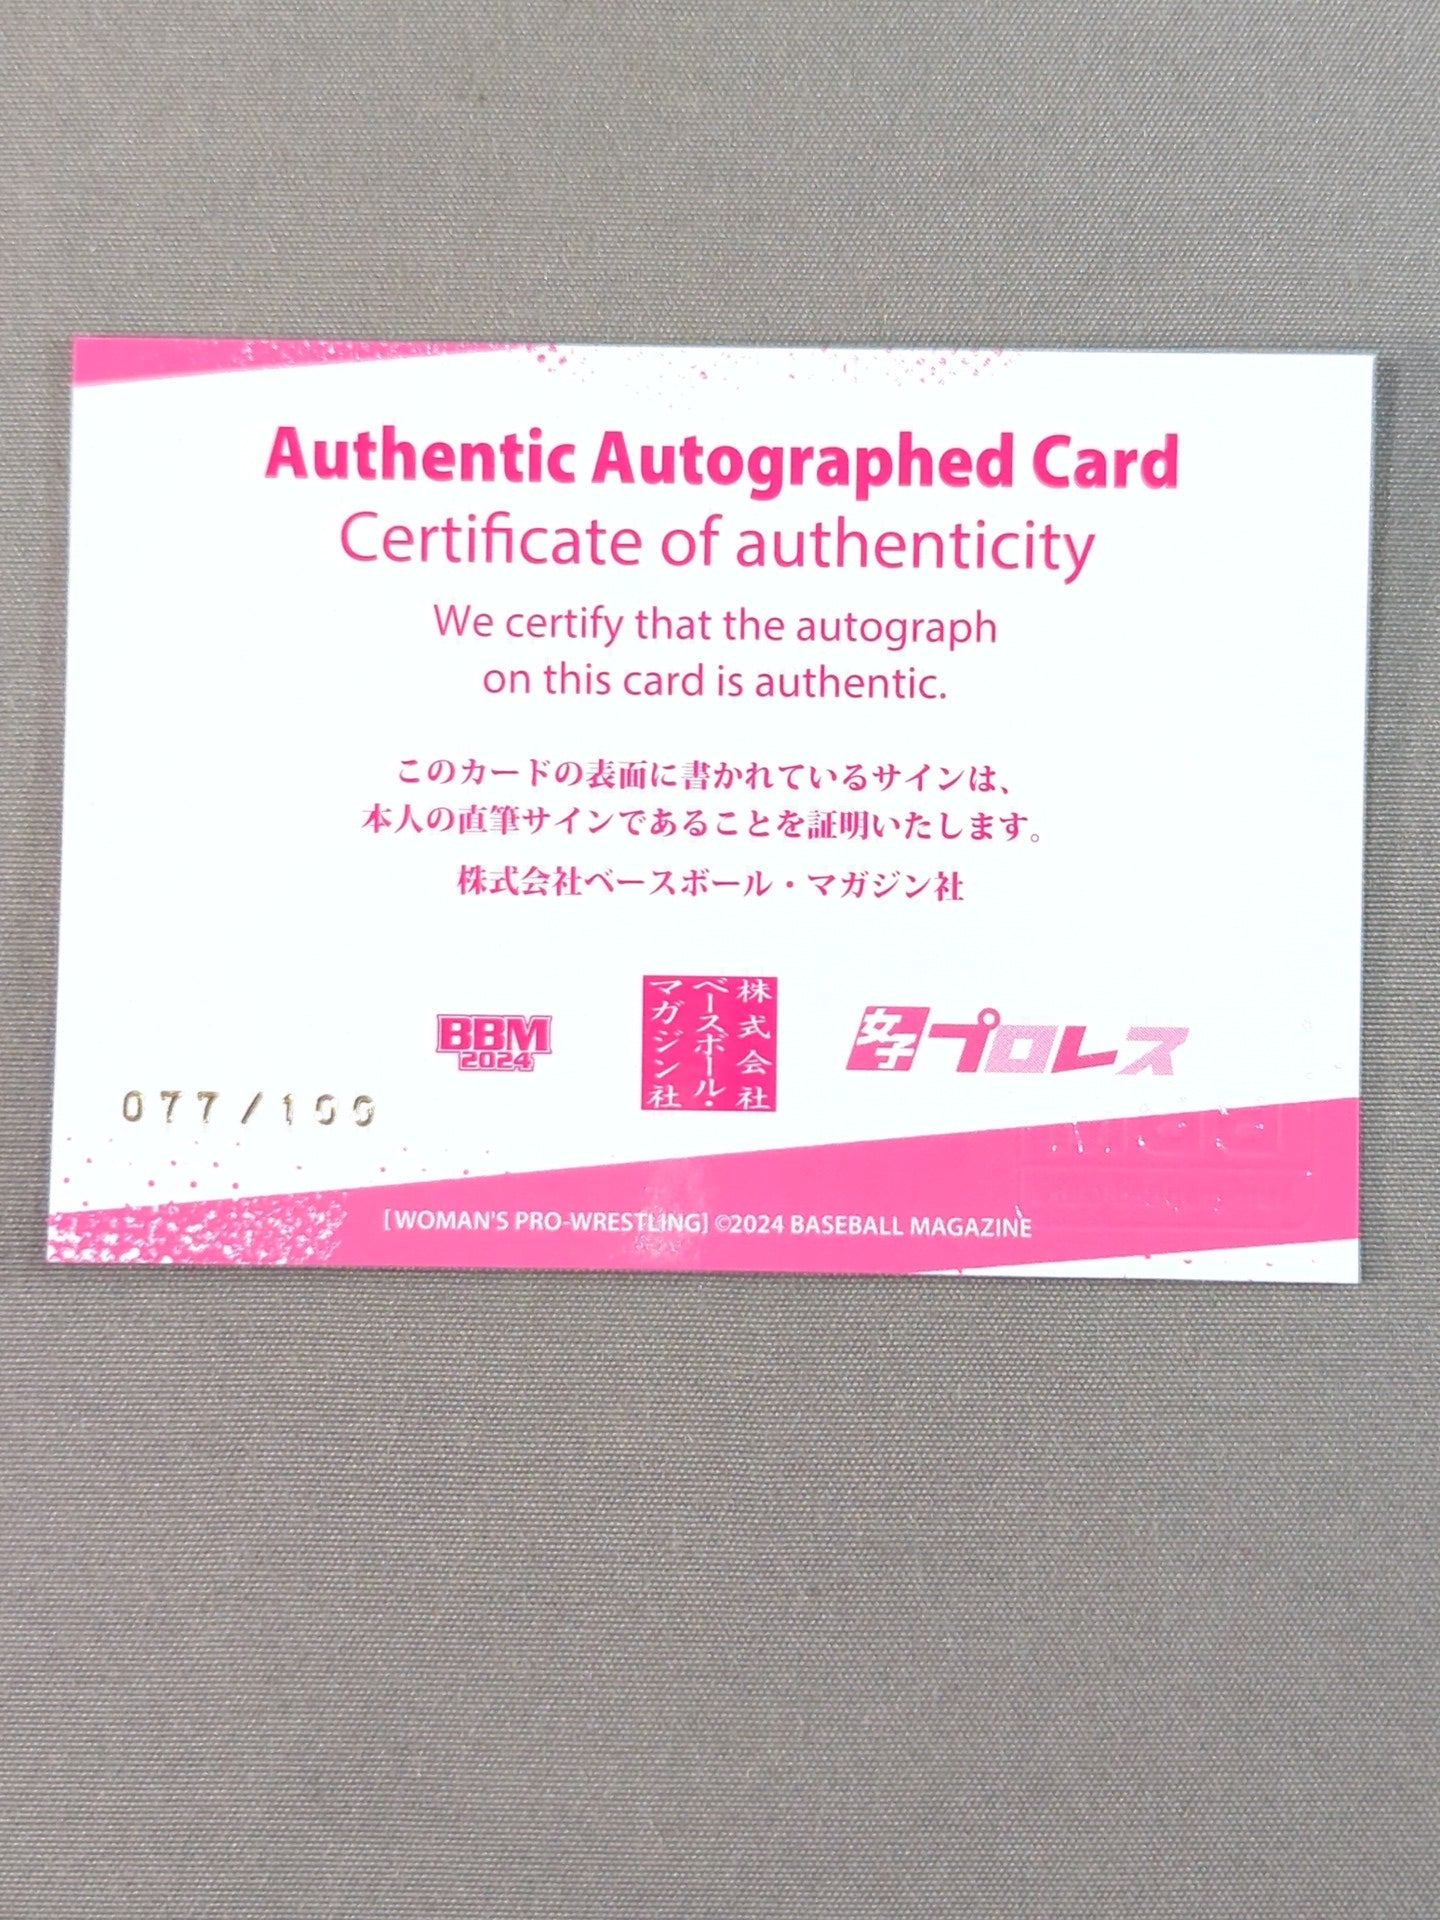 Authentic Autographed Card
Certificate of authenticity
We certify that the autograph
on this card is authentic.
このカードの表面に書かれているサインは、
本人の直筆サインであることを証明いたします。
株式会社ベースボール・マガジン社
BBM
2024
株式会社
ベースボール・
マガジン社
女子プロレス
077/100
[WOMAN'S PRO-WRESTLING] ©2024 BASEBALL MAGAZINE